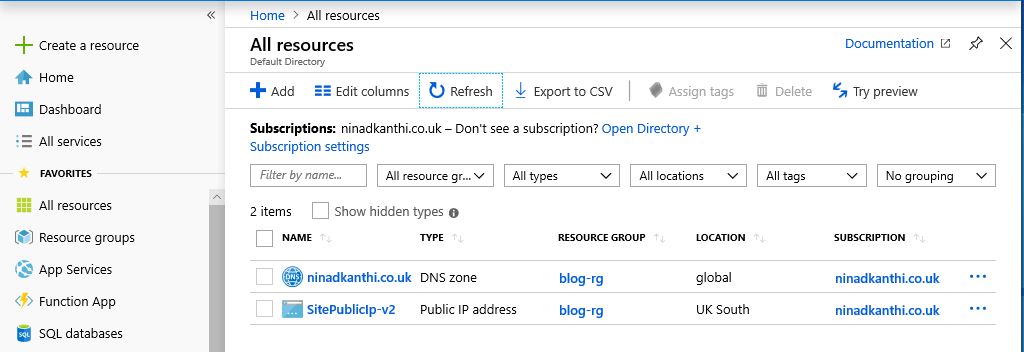 «
Create a resource
Home
Dashboard
All services
FAVORITES
All resources
Resource groups
App Services
Function App
SQL databases
Home > All resources
All resources
Default Directory
Documentation
Add Edit columns Refresh Export to CSV Assign tags Delete Try preview
Subscriptions: ninadkanthi.co.uk – Don't see a subscription? Open Directory +
Subscription settings
Filter by name... All resource gr... All types All locations All tags No grouping
2 items Show hidden types
NAME TYPE RESOURCE GROUP LOCATION SUBSCRIPTION
DNS ninadkanthi.co.uk DNS zone blog-rg global ninadkanthi.co.uk ...
SitePublicIp-v2 Public IP address blog-rg UK South ninadkanthi.co.uk ...